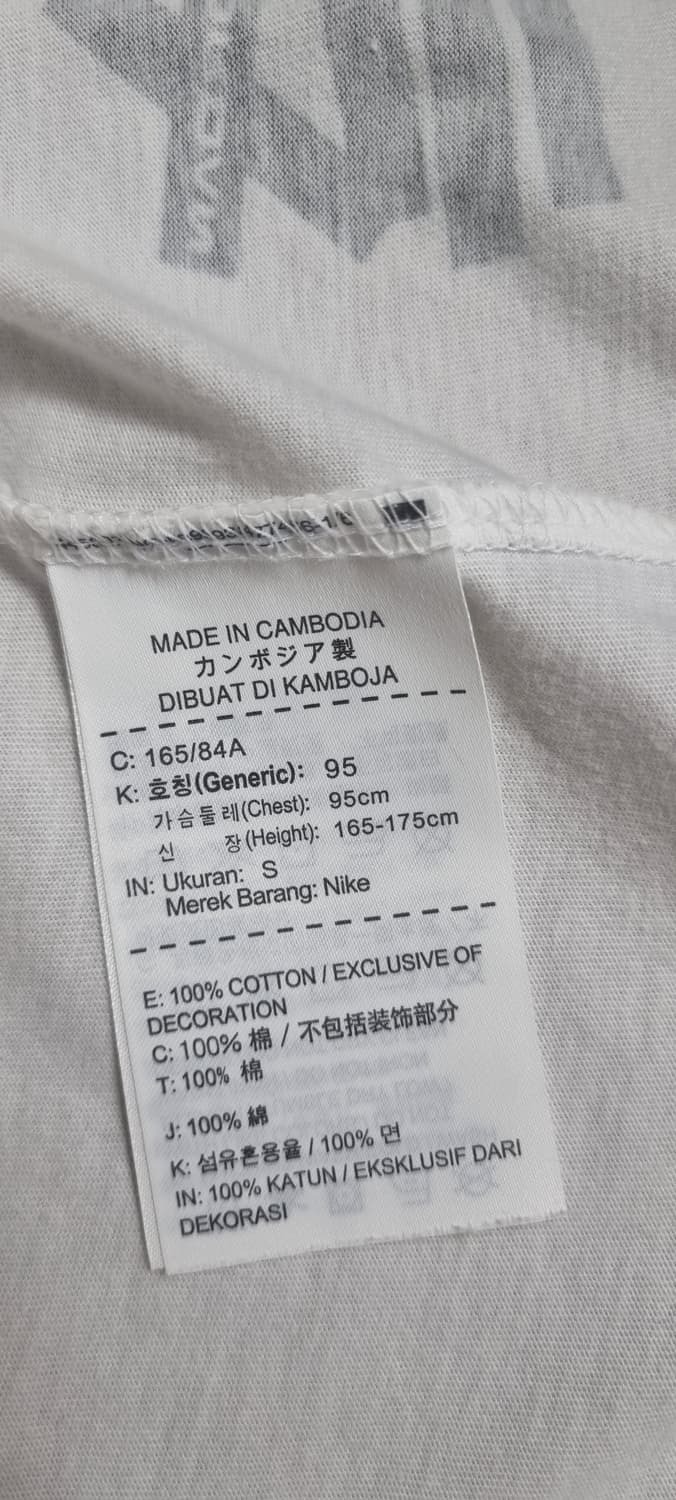 MADE IN CAMBODIA
カンボジア製
DIBUAT DI KAMBOJA
C: 165/84A
K: 호칭(Generic): 95
가슴둘레(Chest): 95cm
신 장(Height): 165-175cm
IN: Ukuran: S
Merek Barang: Nike
E: 100% COTTON / EXCLUSIVE OF
DECORATION
C: 100% 棉 / 不包括装饰部分
T: 100% 棉
J: 100% 綿
K: 섬유혼용율 / 100% 면
IN: 100% KATUN / EKSKLUSIF DARI
DEKORASI